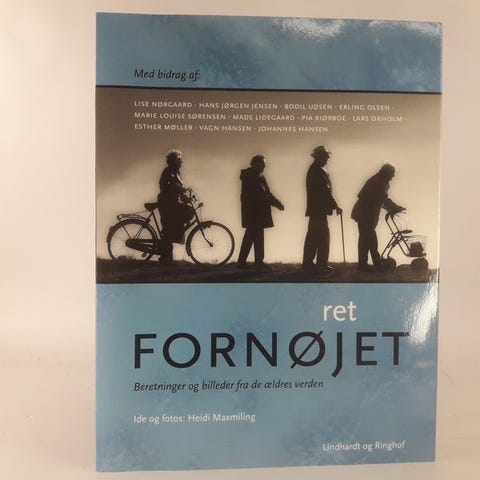 Med bidrag af:
LISE NØRGAARD · HANS JØRGEN JENSEN · BODIL UDSEN · ERLING OLSEN ·
MARIE LOUISE SØRENSEN · MADS LIDEGAARD · PIA KJØRBOE · LARS OKHOLM ·
ESTHER MØLLER · VAGN HANSEN · JOHANNES HANSEN
ret
FORNØJET
Beretninger og billeder fra de ældres verden
Ide og fotos: Heidi Maxmiling
Lindhardt og Ringhof